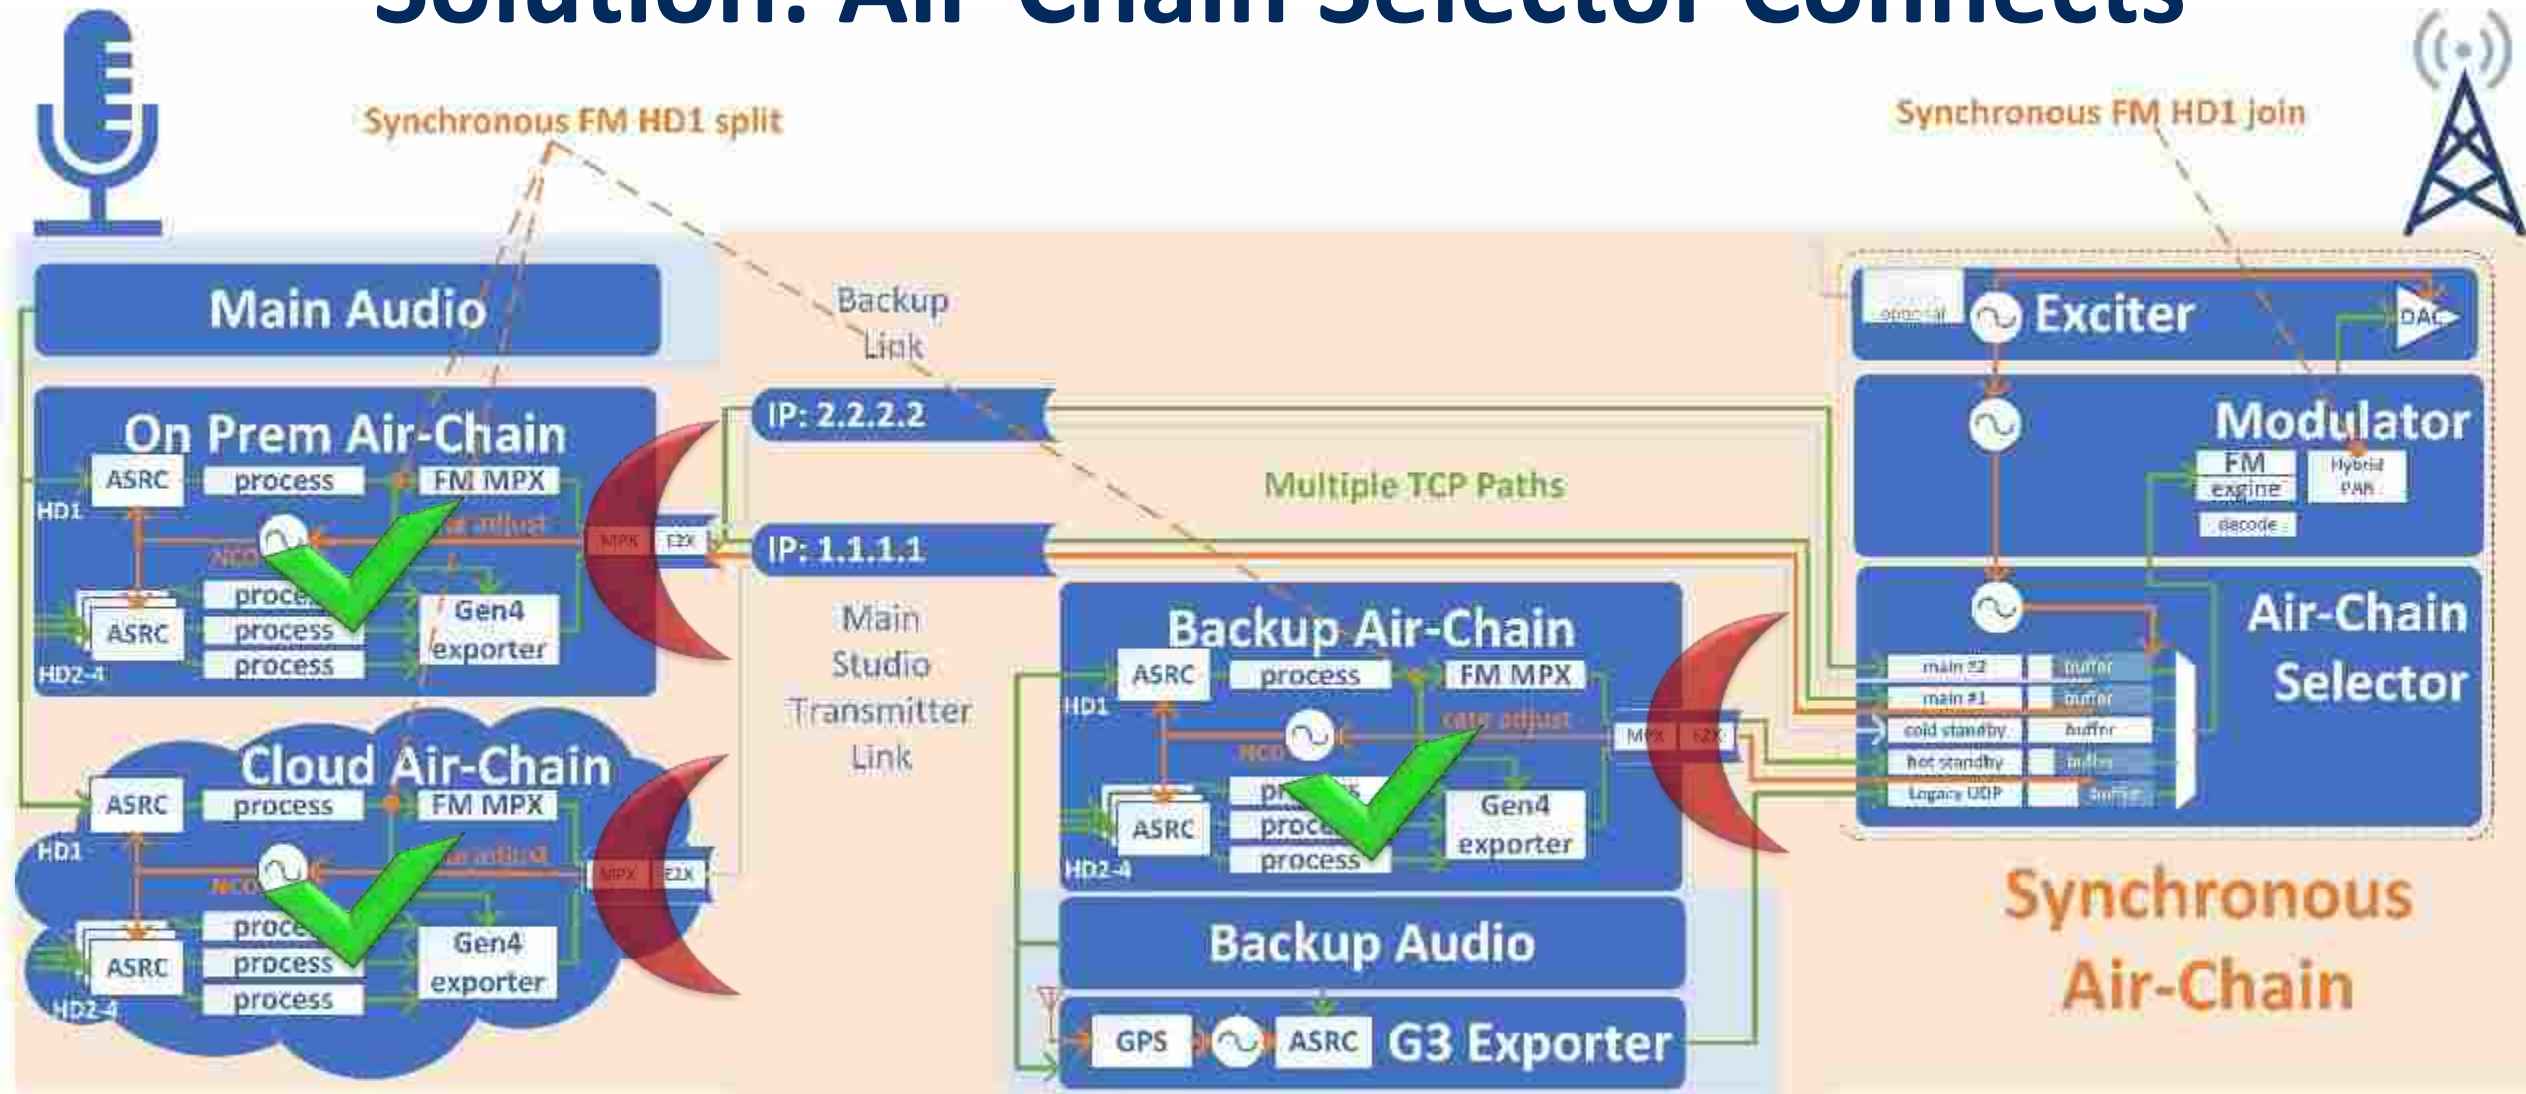 Solution: Air-Chain Selector Connects
Synchronous FM HD1 split
Synchronous FM HD1 join
Main Audio
Backup
Link
optional
Exciter
DAC
On Prem Air-Chain
ASRC
process
FM MPX
HD1
adjust
NCO
MPX
E2X
process
process
ASRC
process
Gen4
exporter
HD2-4
IP: 2.2.2.2
Multiple TCP Paths
IP: 1.1.1.1
Main
Studio
Transmitter
Link
Modulator
FM
exgine
Hybrid
PAR
decode
Cloud Air-Chain
ASRC
process
FM MPX
HD1
adjust
NCO
MPX
E2X
process
ASRC
process
Gen4
exporter
HD2-4
Backup Air-Chain
ASRC
process
FM MPX
HD1
rate adjust
NCO
MPX
E2X
ASRC
process
Gen4
exporter
HD2-4
Air-Chain
Selector
main #2
buffer
main #1
buffer
cold standby
buffer
hot standby
buffer
Legacy UDP
buffer
Backup Audio
GPS
ASRC
G3 Exporter
Synchronous
Air-Chain